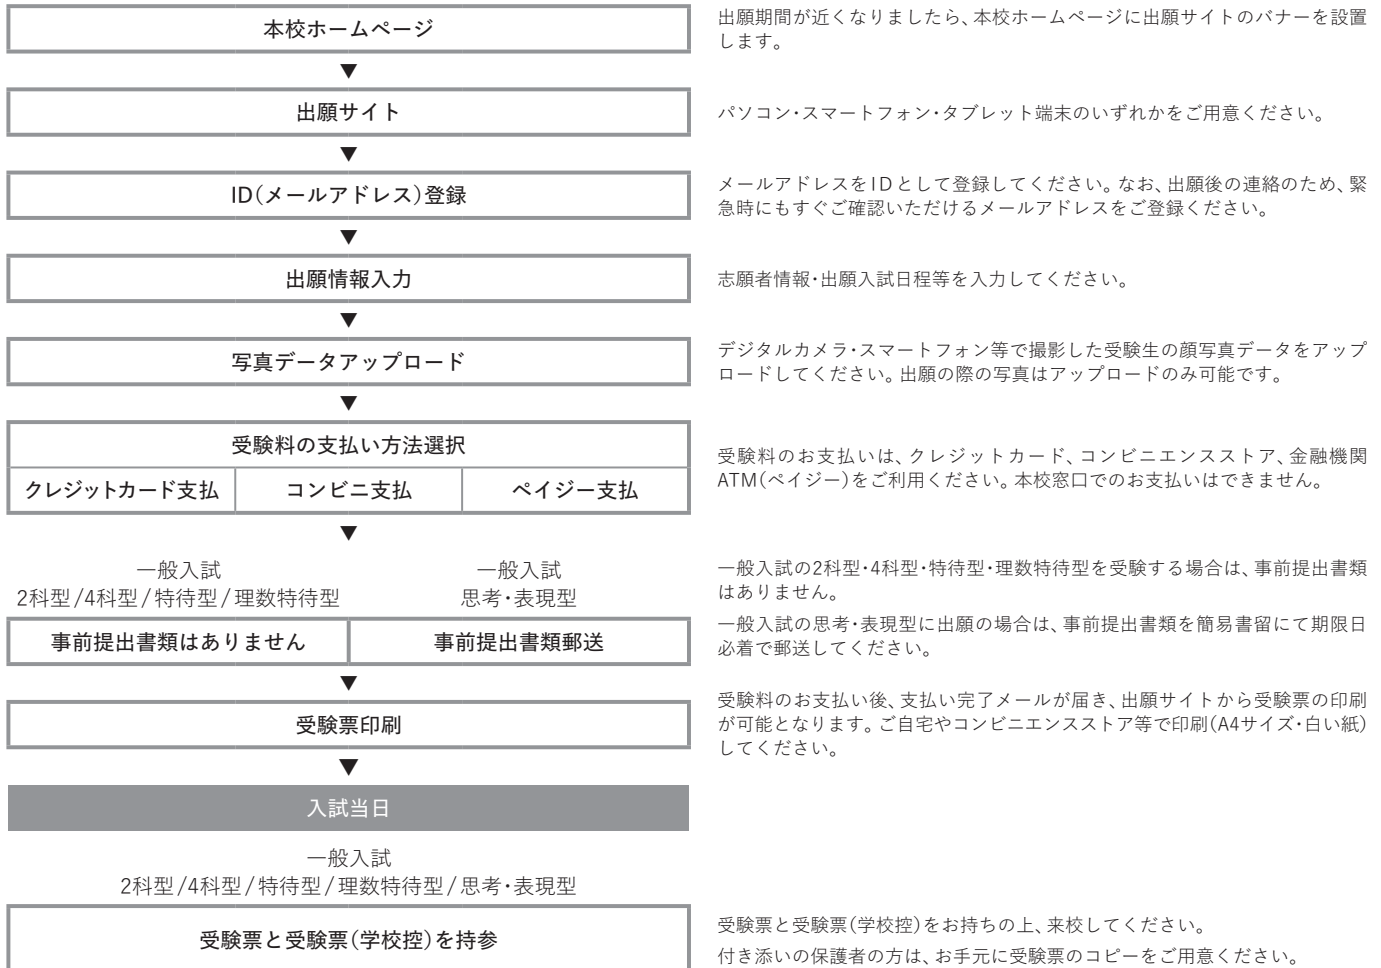 本校ホームページ
出願期間が近くなりましたら、本校ホームページに出願サイトのバナーを設置
します。
▼
出願サイト
パソコン・スマートフォン・タブレット端末のいずれかをご用意ください。
▼
ID(メールアドレス)登録
メールアドレスをIDとして登録してください。なお、出願後の連絡のため、緊
急時にもすぐご確認いただけるメールアドレスをご登録ください。
▼
出願情報入力
志願者情報・出願入試日程等を入力してください。
▼
写真データアップロード
デジタルカメラ・スマートフォン等で撮影した受験生の顔写真データをアップ
ロードしてください。出願の際の写真はアップロードのみ可能です。
▼
受験料の支払い方法選択
クレジットカード支払 コンビニ支払 ペイジー支払
受験料のお支払いは、クレジットカード、コンビニエンスストア、金融機関
ATM(ペイジー)をご利用ください。本校窓口でのお支払いはできません。
▼
一般入試
2科型/4科型/特待型/理数特待型
事前提出書類はありません
一般入試
思考・表現型
事前提出書類郵送
一般入試の2科型・4科型・特待型・理数特待型を受験する場合は、事前提出書類
はありません。
一般入試の思考・表現型に出願の場合は、事前提出書類を簡易書留にて期限日
必着で郵送してください。
▼
受験票印刷
受験料のお支払い後、支払い完了メールが届き、出願サイトから受験票の印刷
が可能となります。ご自宅やコンビニエンスストア等で印刷(A4サイズ・白い紙)
してください。
▼
入試当日
一般入試
2科型/4科型/特待型/理数特待型/思考・表現型
受験票と受験票(学校控)を持参
受験票と受験票(学校控)をお持ちの上、来校してください。
付き添いの保護者の方は、お手元に受験票のコピーをご用意ください。